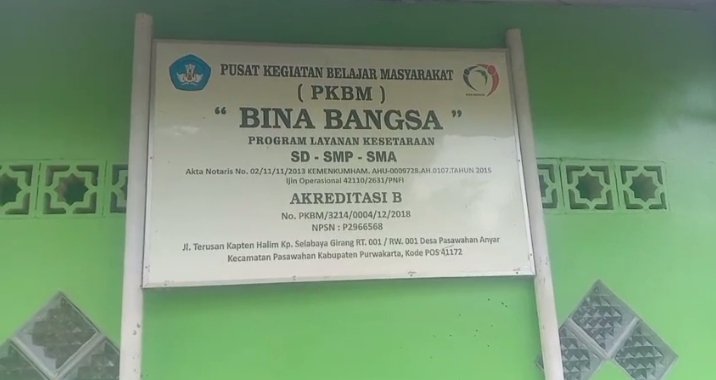 PUSAT KEGIATAN BELAJAR MASYARAKAT
( PKBM )
“ BINA BANGSA ”
PROGRAM LAYANAN KESETARAAN
SD - SMP - SMA
Akta Notaris No. 02/11/11/2013 KEMENKUMHAM. AHU-0009728.AH.0107.TAHUN 2015
Ijin Operasional 42110/2631/PNFI
AKREDITASI B
No. PKBM/3214/0004/12/2018
NPSN : P2966568
Jl. Terusan Kapten Halim Kp. Selabaya Girang RT. 001 / RW. 001 Desa Pasawahan Anyar
Kecamatan Pasawahan Kabupaten Purwakarta, Kode POS 41172